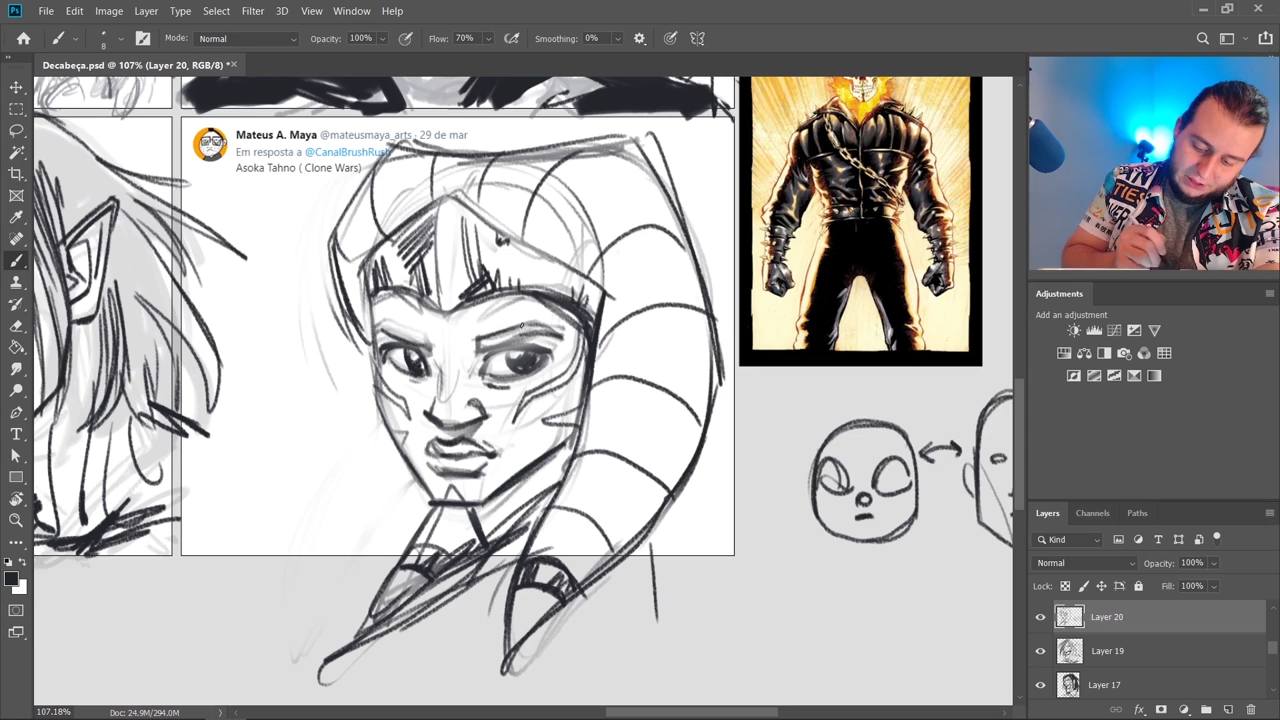 Ps File Edit Image Layer Type Select Filter 3D View Window Help
8 Mode: Normal Opacity: 100% Flow: 70% Smoothing: 0%
Decabeça.psd @ 107% (Layer 20, RGB/8) *
Mateus A. Maya @mateusmaya_arts · 29 de mar
Em resposta a @CanalBrushRush
Asoka Tahno ( Clone Wars)
Adjustments
Add an adjustment
Layers Channels Paths
Kind
Normal Opacity: 100%
Lock: Fill: 100%
Layer 20
Layer 19
Layer 17
107.18% Doc: 24.9M/294.0M